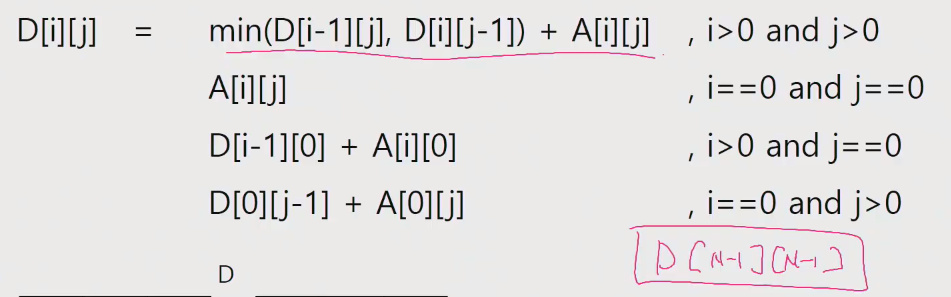 D[i][j] = min(D[i-1][j], D[i][j-1]) + A[i][j] , i>0 and j>0
A[i][j] , i==0 and j==0
D[i-1][0] + A[i][0] , i>0 and j==0
D[0][j-1] + A[0][j] , i==0 and j>0
D[N-1][N-1]
D